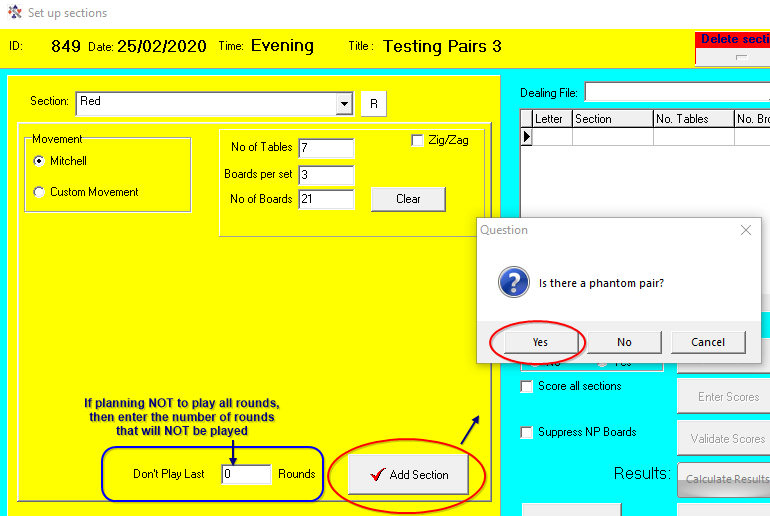 Set up sections
ID: 849 Date: 25/02/2020 Time: Evening Title : Testing Pairs 3
Delete secti
Section: Red R
Dealing File:
Movement
Mitchell
Custom Movement
No of Tables 7
Zig/Zag
Boards per set 3
No of Boards 21
Clear
Letter Section No. Tables No. Bro
Question
Is there a phantom pair?
Yes No Cancel
No Yes
Score all sections
Enter Scores
Suppress NP Boards
Validate Scores
If planning NOT to play all rounds,
then enter the number of rounds
that will NOT be played
Don't Play Last 0 Rounds
Add Section
Results: Calculate Results